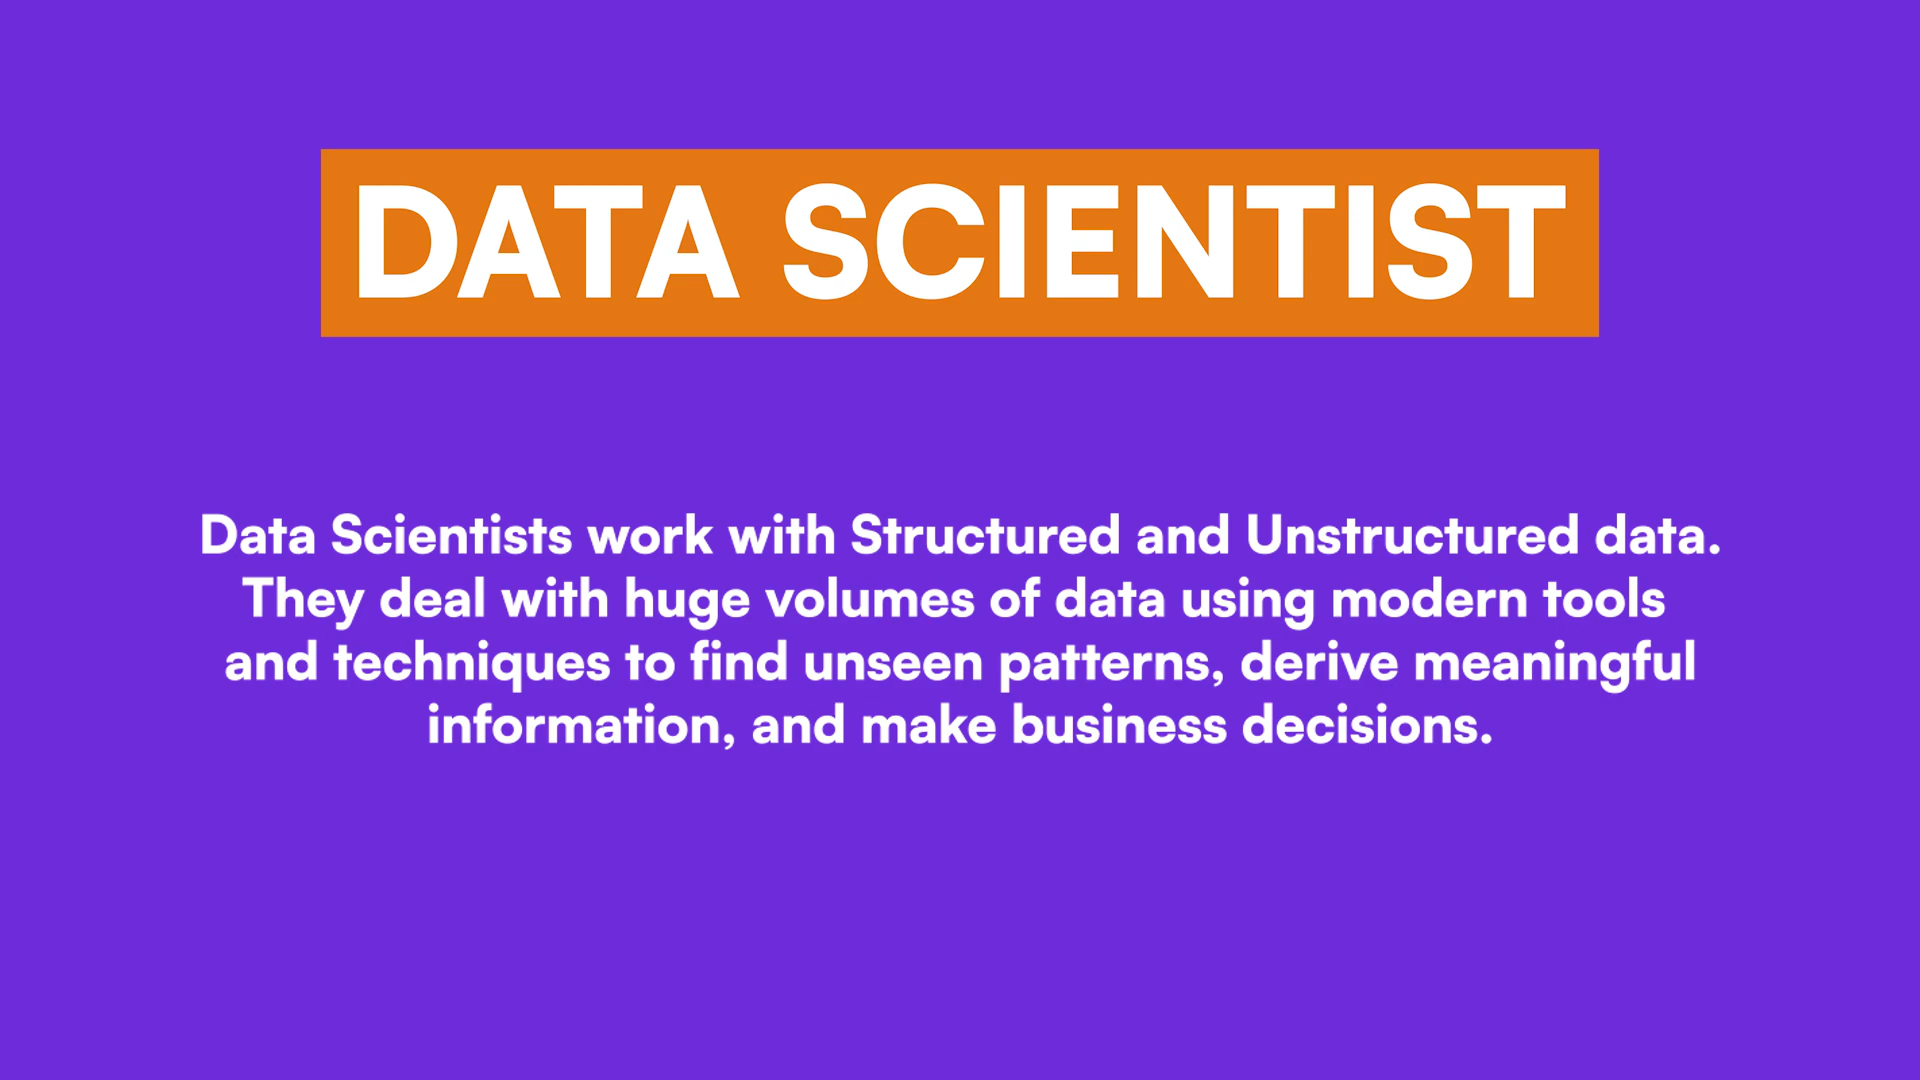 DATA SCIENTIST
Data Scientists work with Structured and Unstructured data.
They deal with huge volumes of data using modern tools
and techniques to find unseen patterns, derive meaningful
information, and make business decisions.